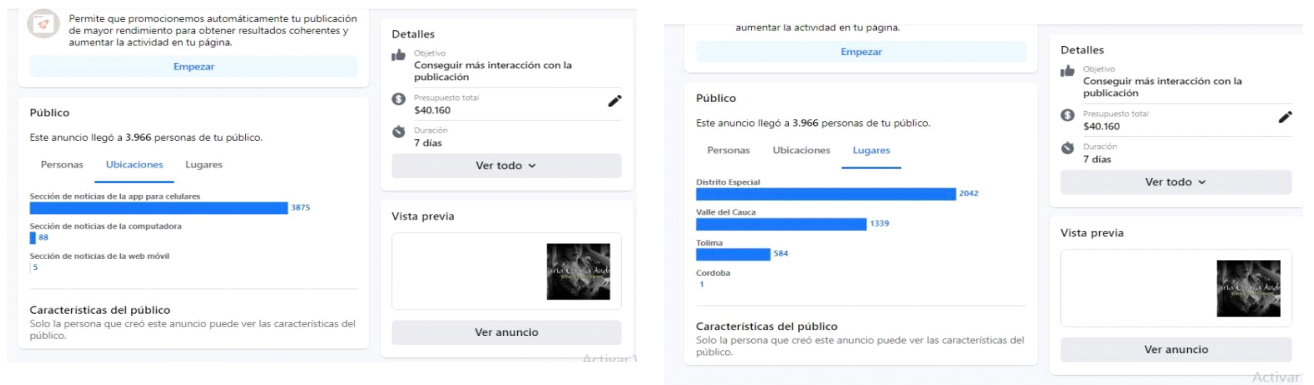 Permite que promocionemos automáticamente tu publicación
de mayor rendimiento para obtener resultados coherentes y
aumentar la actividad en tu página.
Empezar
Público
Este anuncio llegó a 3.966 personas de tu público.
Personas Ubicaciones Lugares
Sección de noticias de la app para celulares
3875
Sección de noticias de la computadora
88
Sección de noticias de la web móvil
5
Características del público
Solo la persona que creó este anuncio puede ver las características del
público.
Detalles
Objetivo
Conseguir más interacción con la
publicación
Presupuesto total
$40.160
Duración
7 días
Ver todo
Vista previa
Ver anuncio
Activar
aumentar la actividad en tu página.
Empezar
Público
Este anuncio llegó a 3.966 personas de tu público.
Personas Ubicaciones Lugares
Distrito Especial
2042
Valle del Cauca
1339
Tolima
584
Cordoba
1
Características del público
Solo la persona que creó este anuncio puede ver las características del
público.
Detalles
Objetivo
Conseguir más interacción con la
publicación
Presupuesto total
$40.160
Duración
7 días
Ver todo
Vista previa
Ver anuncio
Activar